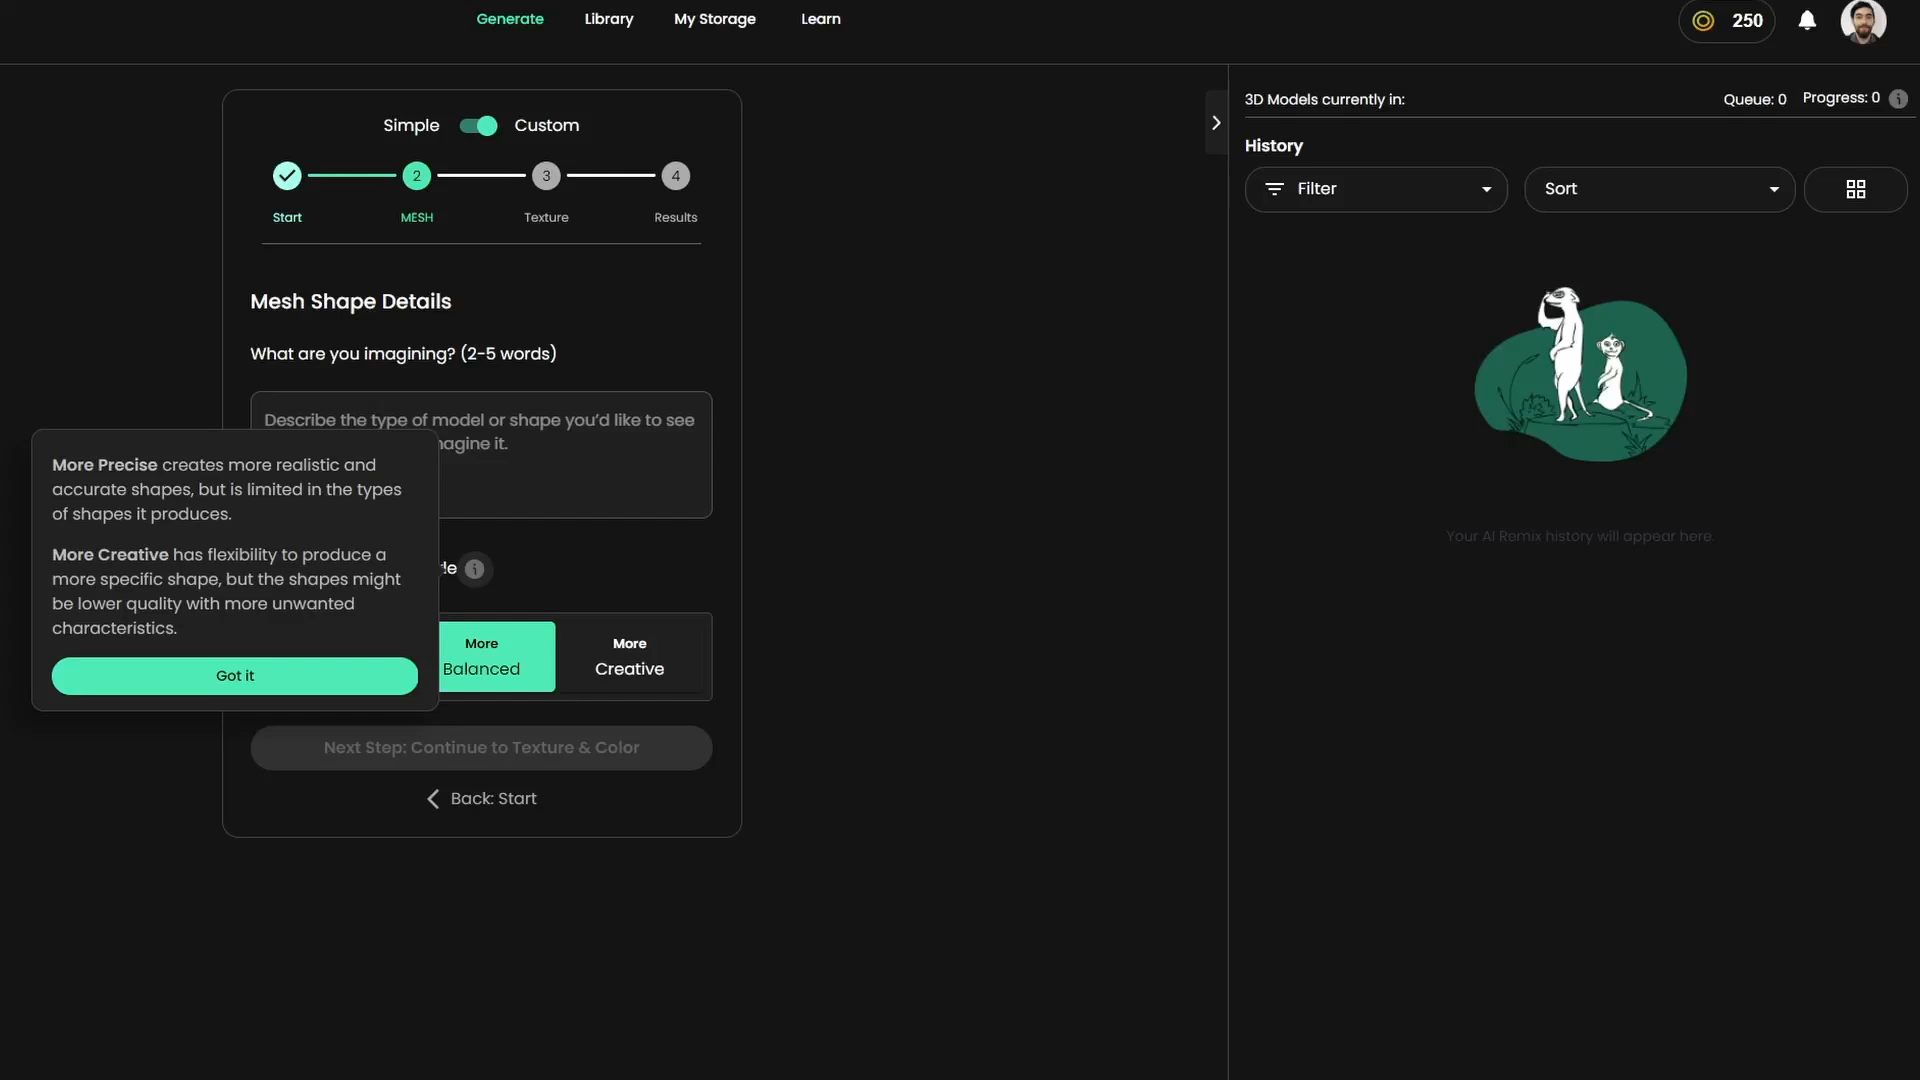 Generate Library My Storage Learn
250
Simple Custom
2 3 4
Start MESH Texture Results
Mesh Shape Details
What are you imagining? (2-5 words)
Describe the type of model or shape you'd like to see
nagine it.
More Precise creates more realistic and
accurate shapes, but is limited in the types
of shapes it produces.
More Creative has flexibility to produce a
more specific shape, but the shapes might
be lower quality with more unwanted
characteristics.
Got it
More
Balanced
More
Creative
Next Step: Continue to Texture & Color
Back: Start
3D Models currently in:
Queue: 0 Progress: 0
History
Filter
Sort
Your AI Remix history will appear here.